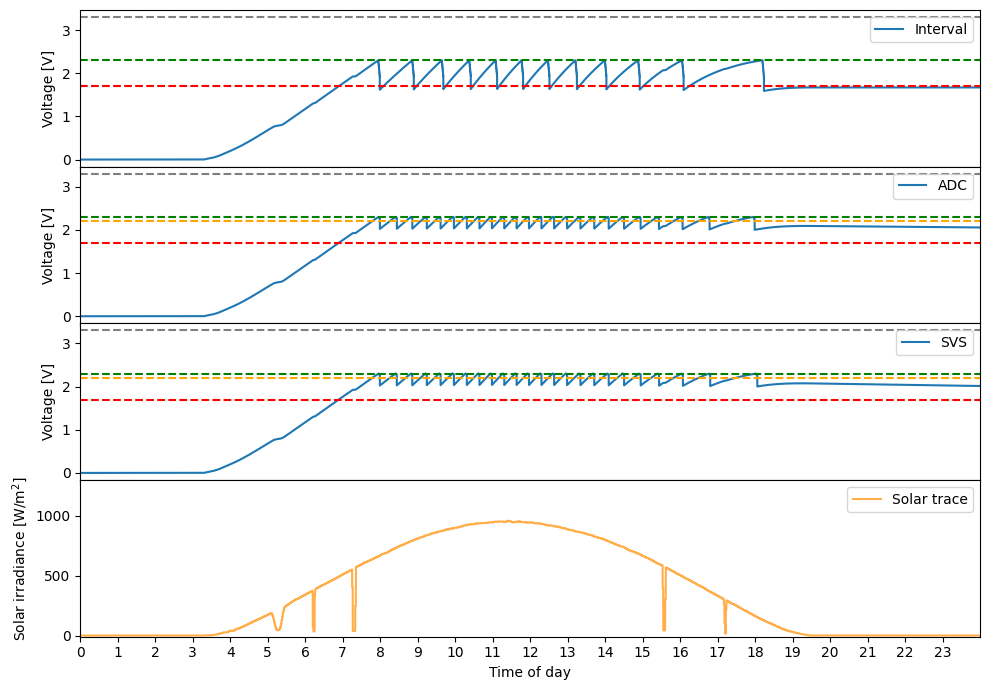 Voltage [V]
3
2
1
0
Interval
Voltage [V]
3
2
1
0
ADC
Voltage [V]
3
2
1
0
SVS
Solar irradiance [W/m²]
1000
500
0
Solar trace
0 1 2 3 4 5 6 7 8 9 10 11 12 13 14 15 16 17 18 19 20 21 22 23
Time of day